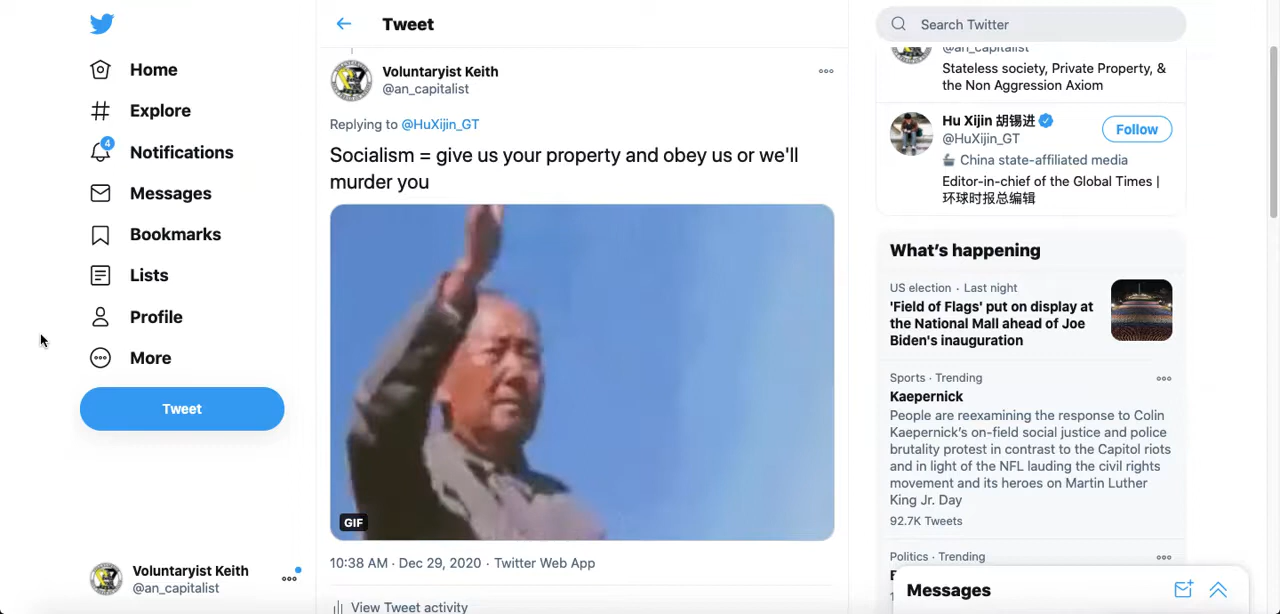 Home
Explore
4
Notifications
Messages
Bookmarks
Lists
Profile
More
Tweet
Voluntaryist Keith
@an_capitalist
Tweet
Voluntaryist Keith
@an_capitalist
Replying to @HuXijin_GT
Socialism = give us your property and obey us or we'll
murder you
GIF
10:38 AM · Dec 29, 2020 · Twitter Web App
View Tweet activity
Search Twitter
@an_capitalist
Stateless society, Private Property, &
the Non Aggression Axiom
Hu Xijin 胡锡进
@HuXijin_GT
Follow
China state-affiliated media
Editor-in-chief of the Global Times |
环球时报总编辑
What's happening
US election · Last night
'Field of Flags' put on display at
the National Mall ahead of Joe
Biden's inauguration
Sports · Trending
Kaepernick
People are reexamining the response to Colin
Kaepernick's on-field social justice and police
brutality protest in contrast to the Capitol riots
and in light of the NFL lauding the civil rights
movement and its heroes on Martin Luther
King Jr. Day
92.7K Tweets
Politics · Trending
Messages